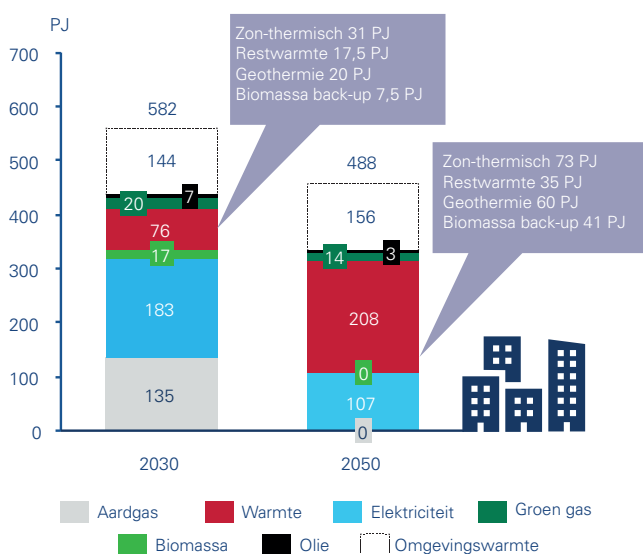 PJ
700
600
500
400
300
200
100
0
Zon-thermisch 31 PJ
Restwarmte 17,5 PJ
Geothermie 20 PJ
Biomassa back-up 7,5 PJ
582
144
20
7
76
17
183
135
Zon-thermisch 73 PJ
Restwarmte 35 PJ
Geothermie 60 PJ
Biomassa back-up 41 PJ
488
156
14
3
208
0
107
0
2030
2050
Aardgas
Warmte
Elektriciteit
Groen gas
Biomassa
Olie
Omgevingswarmte